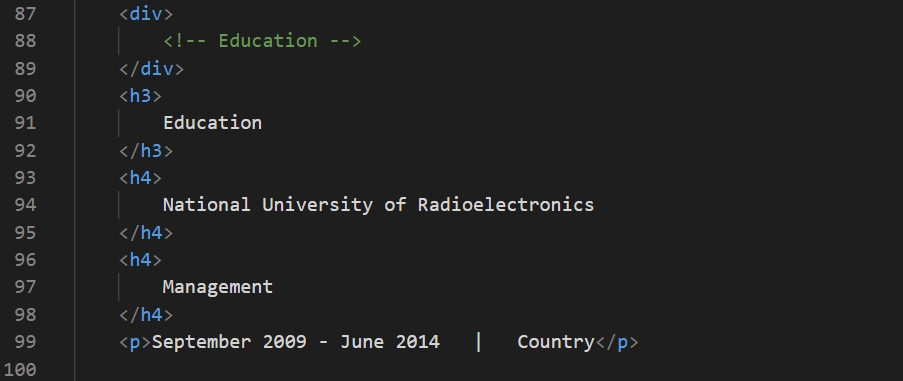 87 <div>
88 <!-- Education -->
89 </div>
90 <h3>
91 Education
92 </h3>
93 <h4>
94 National University of Radioelectronics
95 </h4>
96 <h4>
97 Management
98 </h4>
99 <p>September 2009 - June 2014 | Country</p>
100